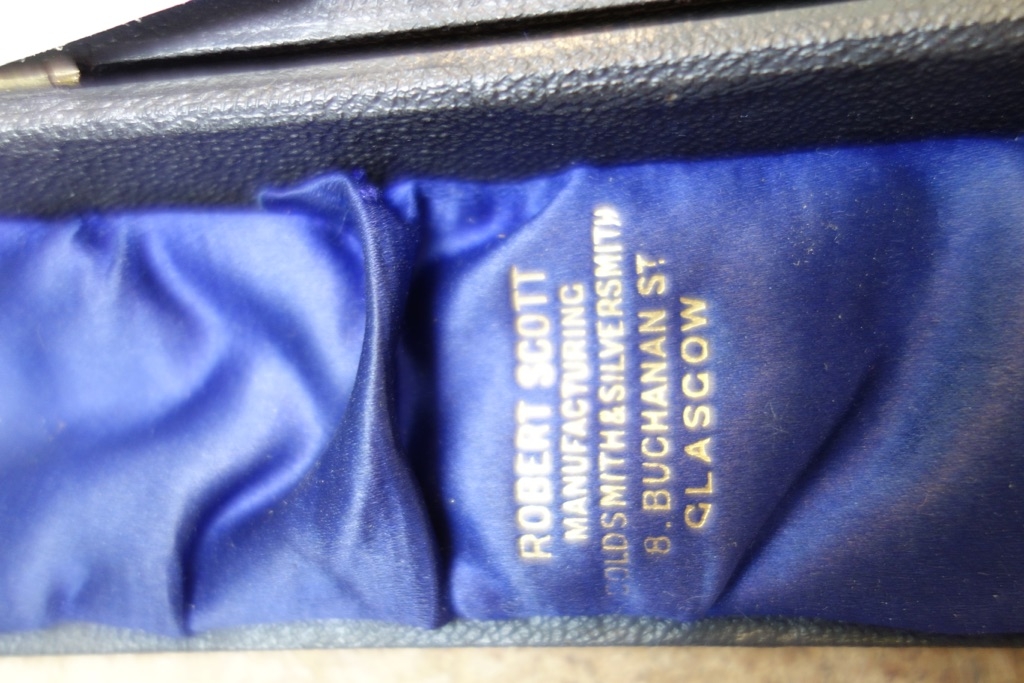 ROBERT SCOTT
MANUFACTURING
GOLDSMITH & SILVERSMITH
8. BUCHANAN ST
GLASGOW